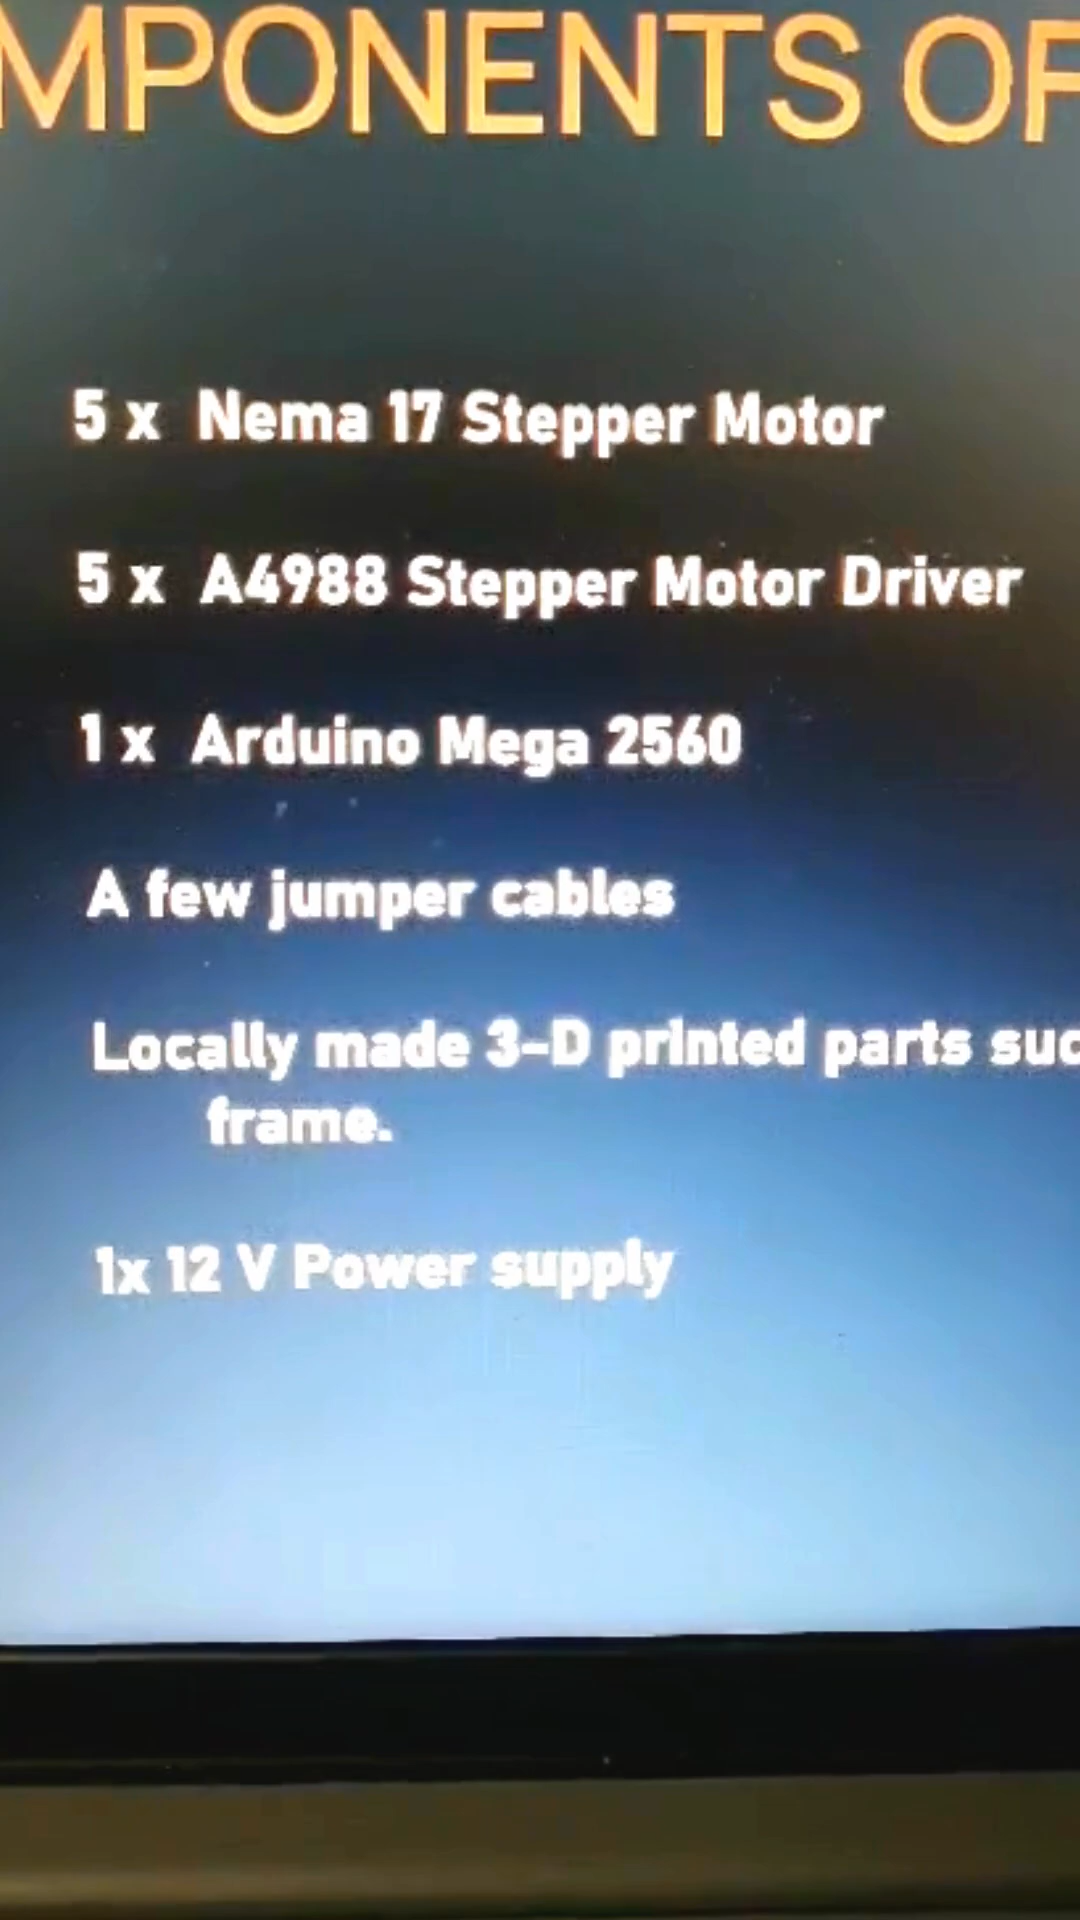 MPONENTS OF
5 x Nema 17 Stepper Motor
5 x A4988 Stepper Motor Driver
1 x Arduino Mega 2560
A few jumper cables
Locally made 3-D printed parts suc
frame.
1x 12 V Power supply